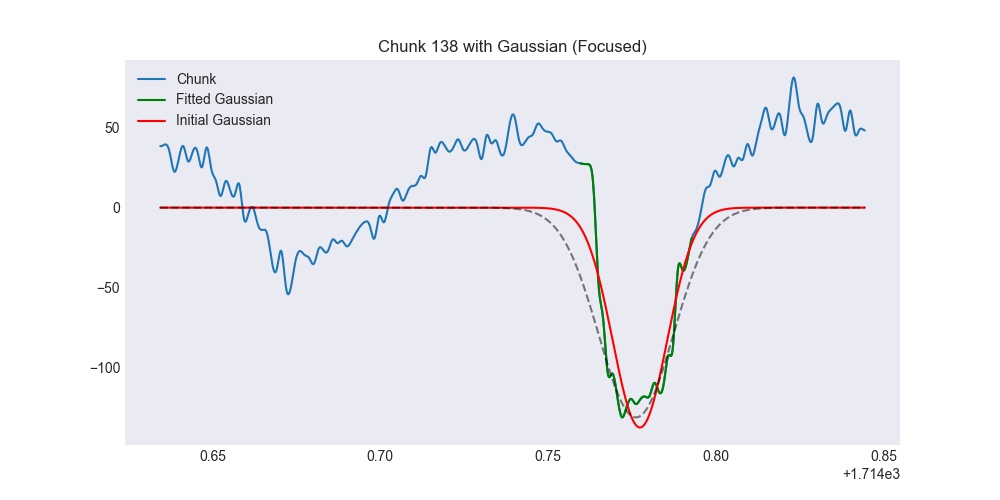 Chunk 138 with Gaussian (Focused)
Chunk
Fitted Gaussian
Initial Gaussian
50
0
−50
−100
0.65 0.70 0.75 0.80 0.85
+1.714e3